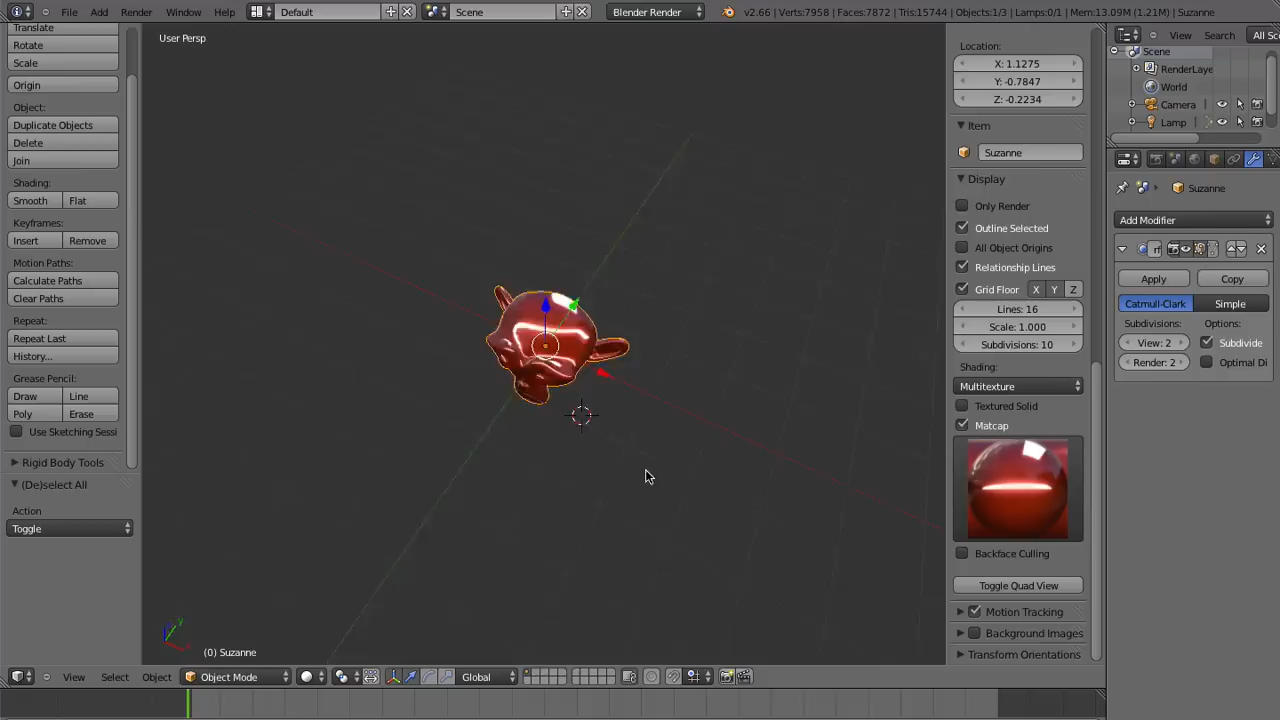 File Add Render Window Help Default Scene Blender Render v2.66 | Verts:7958 | Faces:7872 | Tris:15744 | Objects:1/3 | Lamps:0/1 | Mem:13.09M (1.21M) | Suzanne
Translate
Rotate
Scale
Origin
Object:
Duplicate Objects
Delete
Join
Shading:
Smooth Flat
Keyframes:
Insert Remove
Motion Paths:
Calculate Paths
Clear Paths
Repeat:
Repeat Last
History...
Grease Pencil:
Draw Line
Poly Erase
Use Sketching Sessi
Rigid Body Tools
(De)select All
Action
Toggle
User Persp
(0) Suzanne
Location:
X: 1.1275
Y: -0.7847
Z: -0.2234
Item
Suzanne
Display
Only Render
Outline Selected
All Object Origins
Relationship Lines
Grid Floor X Y Z
Lines: 16
Scale: 1.000
Subdivisions: 10
Shading:
Multitexture
Textured Solid
Matcap
Backface Culling
Toggle Quad View
Motion Tracking
Background Images
Transform Orientations
View Search All Sc
Scene
RenderLaye
World
Camera
Lamp
Suzanne
Add Modifier
Apply Copy
Catmull-Clark Simple
Subdivisions: Options:
View: 2 Subdivide
Render: 2 Optimal Di
View Select Object Object Mode Global